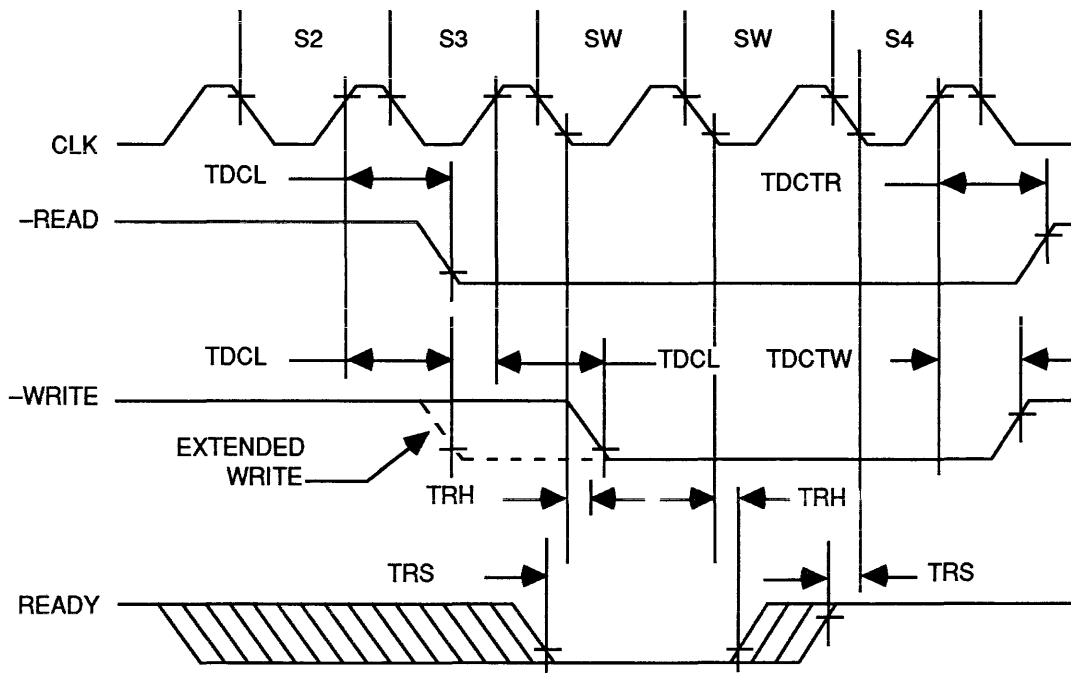 S2 S3 SW SW S4
CLK
TDCL TDCTR
–READ
TDCL TDCL TDCTW
–WRITE
EXTENDED
WRITE
TRH TRH
TRS TRS
READY